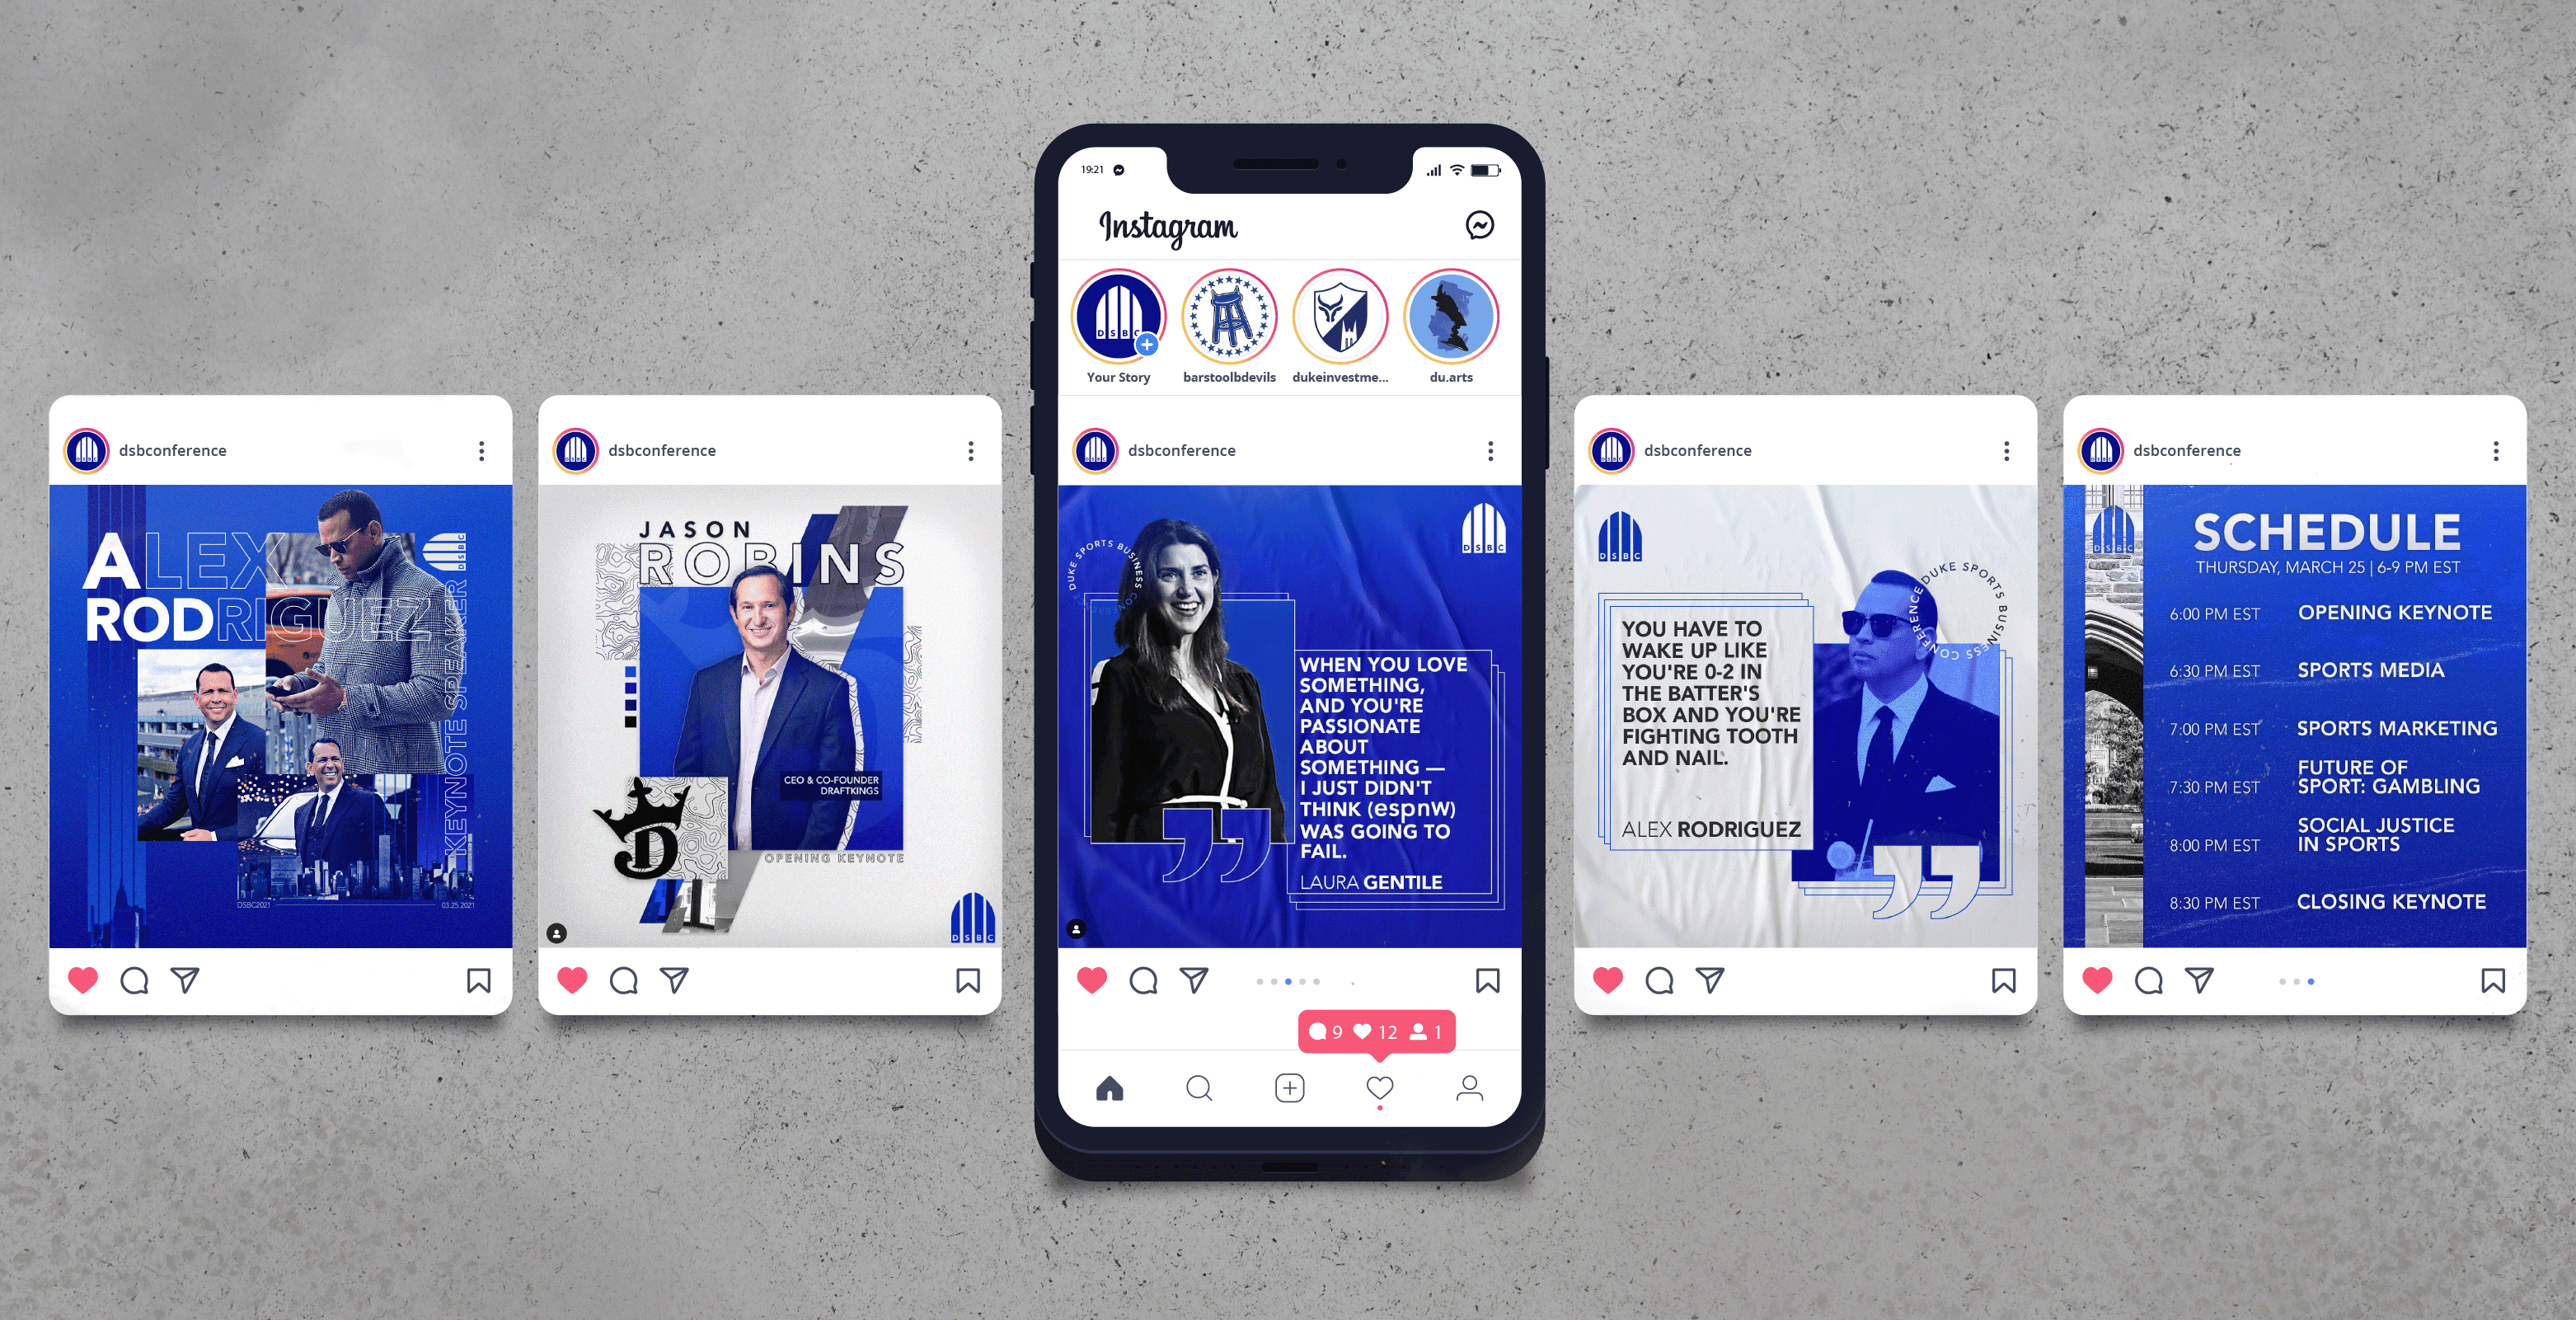 dsbconference
ALEX
RODRIGUEZ
DSBC
KEYNOTE SPEAKER
DSBC2021
03.25.2021
dsbconference
JASON
ROBINS
CEO & CO-FOUNDER
DRAFTKINGS
D
OPENING KEYNOTE
DSBC
19:21
Instagram
DSBC
Your Story
barstoolbdevils
dukeinvestme...
du.arts
dsbconference
DSBC
DUKE SPORTS BUSINESS CONFERENCE
WHEN YOU LOVE
SOMETHING,
AND YOU'RE
PASSIONATE
ABOUT
SOMETHING —
I JUST DIDN'T
THINK (espnW)
WAS GOING TO
FAIL.
LAURA GENTILE
9 12 1
dsbconference
DSBC
DUKE SPORTS BUSINESS CONFERENCE
YOU HAVE TO
WAKE UP LIKE
YOU'RE 0-2 IN
THE BATTER'S
BOX AND YOU'RE
FIGHTING TOOTH
AND NAIL.
ALEX RODRIGUEZ
dsbconference
DSBC
SCHEDULE
THURSDAY, MARCH 25 | 6-9 PM EST
6:00 PM EST OPENING KEYNOTE
6:30 PM EST SPORTS MEDIA
7:00 PM EST SPORTS MARKETING
7:30 PM EST FUTURE OF
SPORT: GAMBLING
8:00 PM EST SOCIAL JUSTICE
IN SPORTS
8:30 PM EST CLOSING KEYNOTE